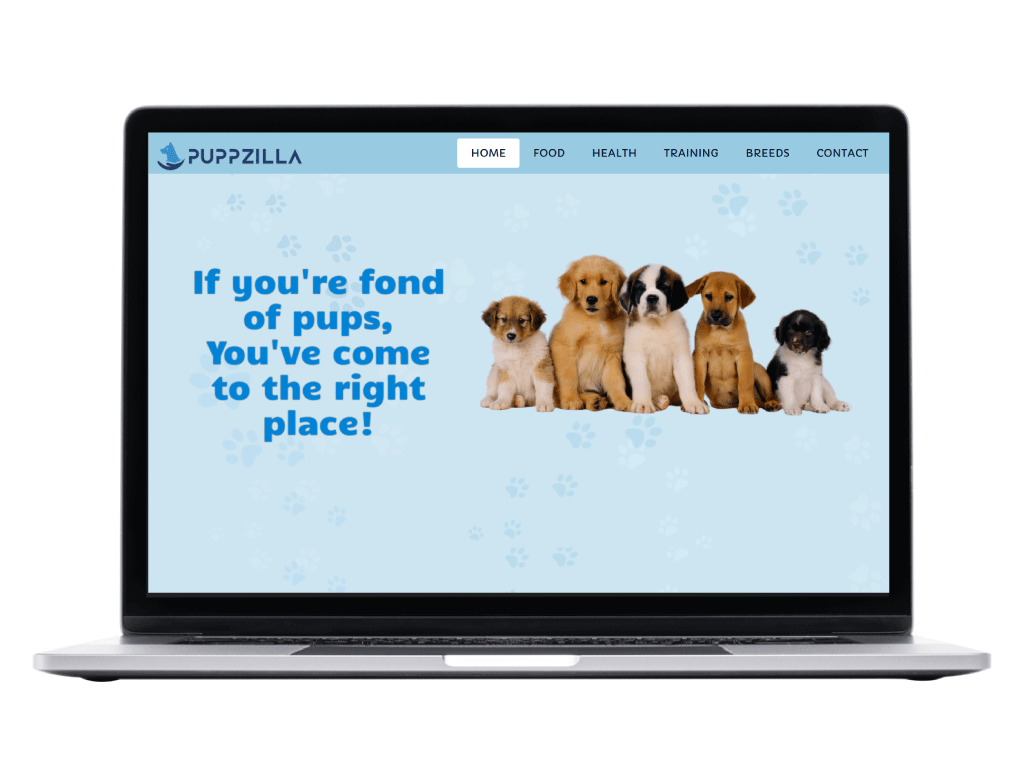 PUPPZILLA
HOME FOOD HEALTH TRAINING BREEDS CONTACT
If you're fond
of pups,
You've come
to the right
place!